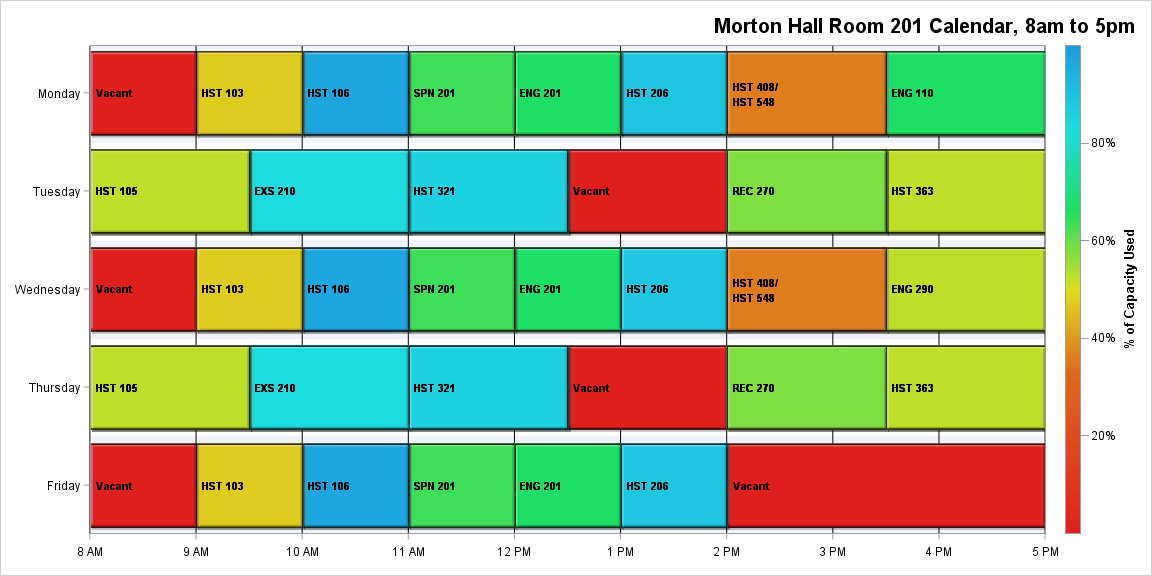 Morton Hall Room 201 Calendar, 8am to 5pm
Monday
Vacant
HST 103
HST 106
SPN 201
ENG 201
HST 206
HST 408/
HST 548
ENG 110
Tuesday
HST 105
EXS 210
HST 321
Vacant
REC 270
HST 363
Wednesday
Vacant
HST 103
HST 106
SPN 201
ENG 201
HST 206
HST 408/
HST 548
ENG 290
Thursday
HST 105
EXS 210
HST 321
Vacant
REC 270
HST 363
Friday
Vacant
HST 103
HST 106
SPN 201
ENG 201
HST 206
Vacant
8 AM
9 AM
10 AM
11 AM
12 PM
1 PM
2 PM
3 PM
4 PM
5 PM
80%
60%
40%
20%
% of Capacity Used